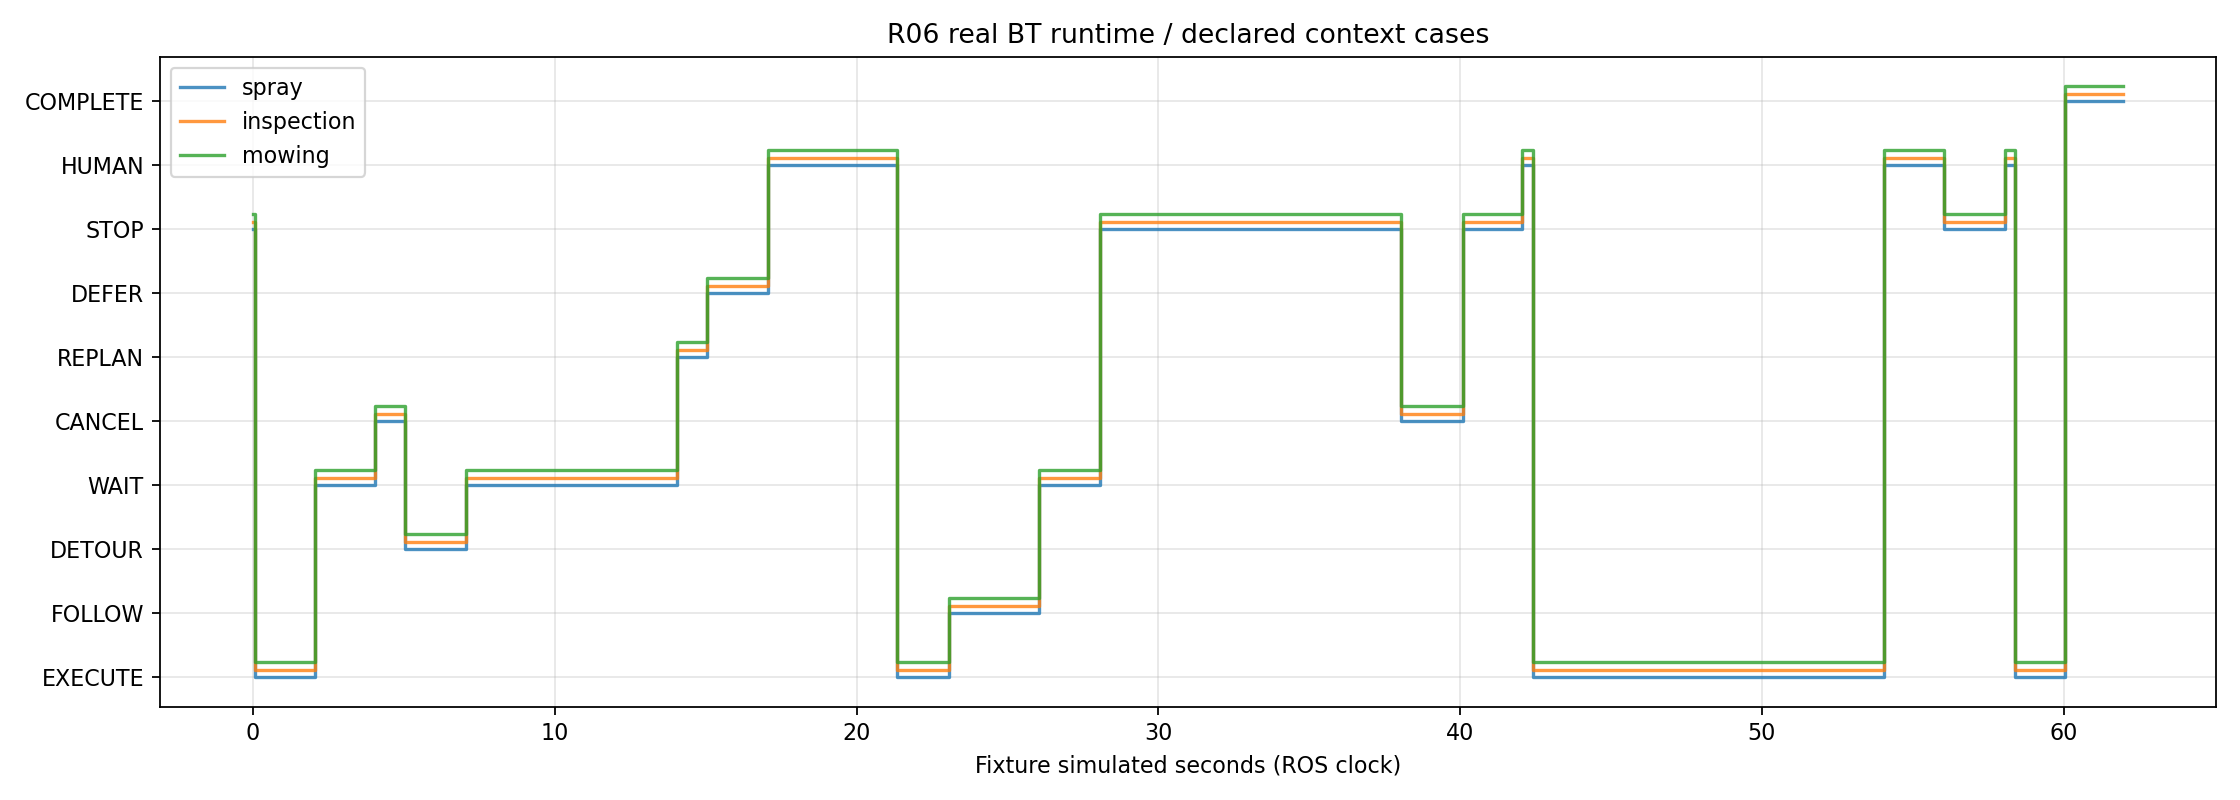 R06 real BT runtime / declared context cases
spray
inspection
mowing
COMPLETE
HUMAN
STOP
DEFER
REPLAN
CANCEL
WAIT
DETOUR
FOLLOW
EXECUTE
0 10 20 30 40 50 60
Fixture simulated seconds (ROS clock)